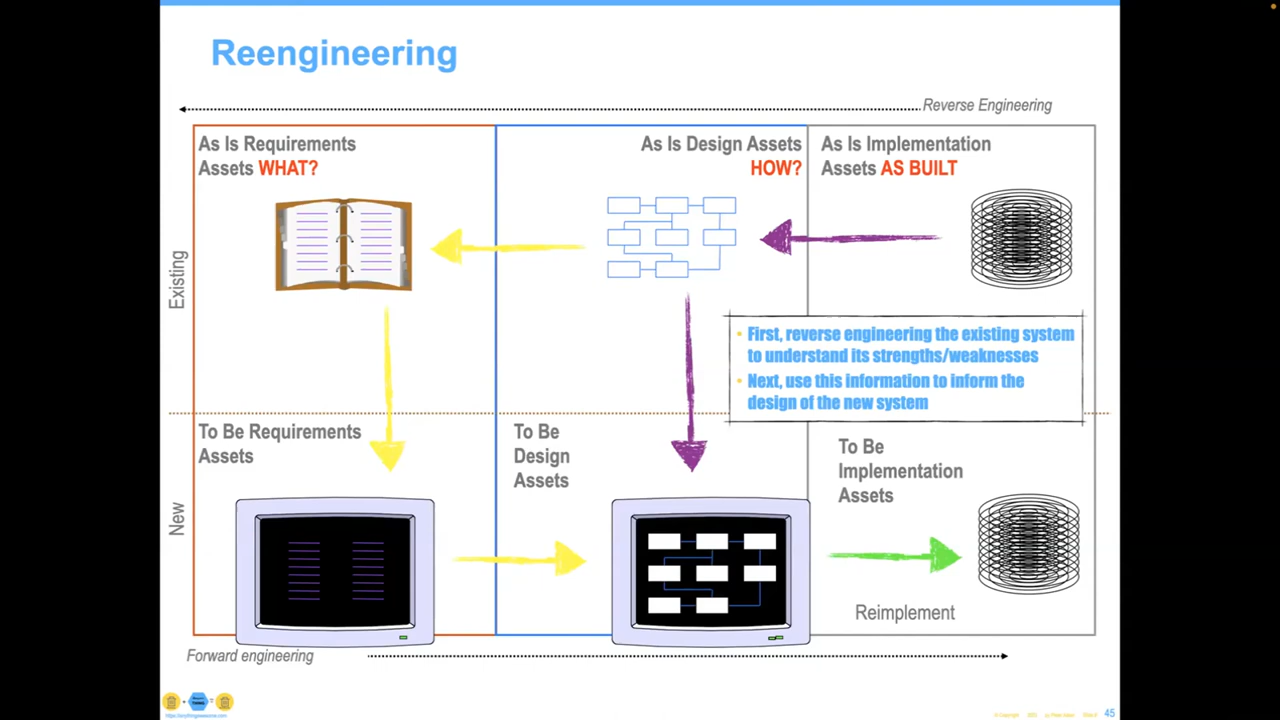 Reengineering
Reverse Engineering
As Is Requirements
Assets WHAT?
As Is Design Assets
HOW?
As Is Implementation
Assets AS BUILT
Existing
First, reverse engineering the existing system
to understand its strengths/weaknesses
Next, use this information to inform the
design of the new system
To Be Requirements
Assets
To Be
Design
Assets
To Be
Implementation
Assets
New
Reimplement
Forward engineering
45